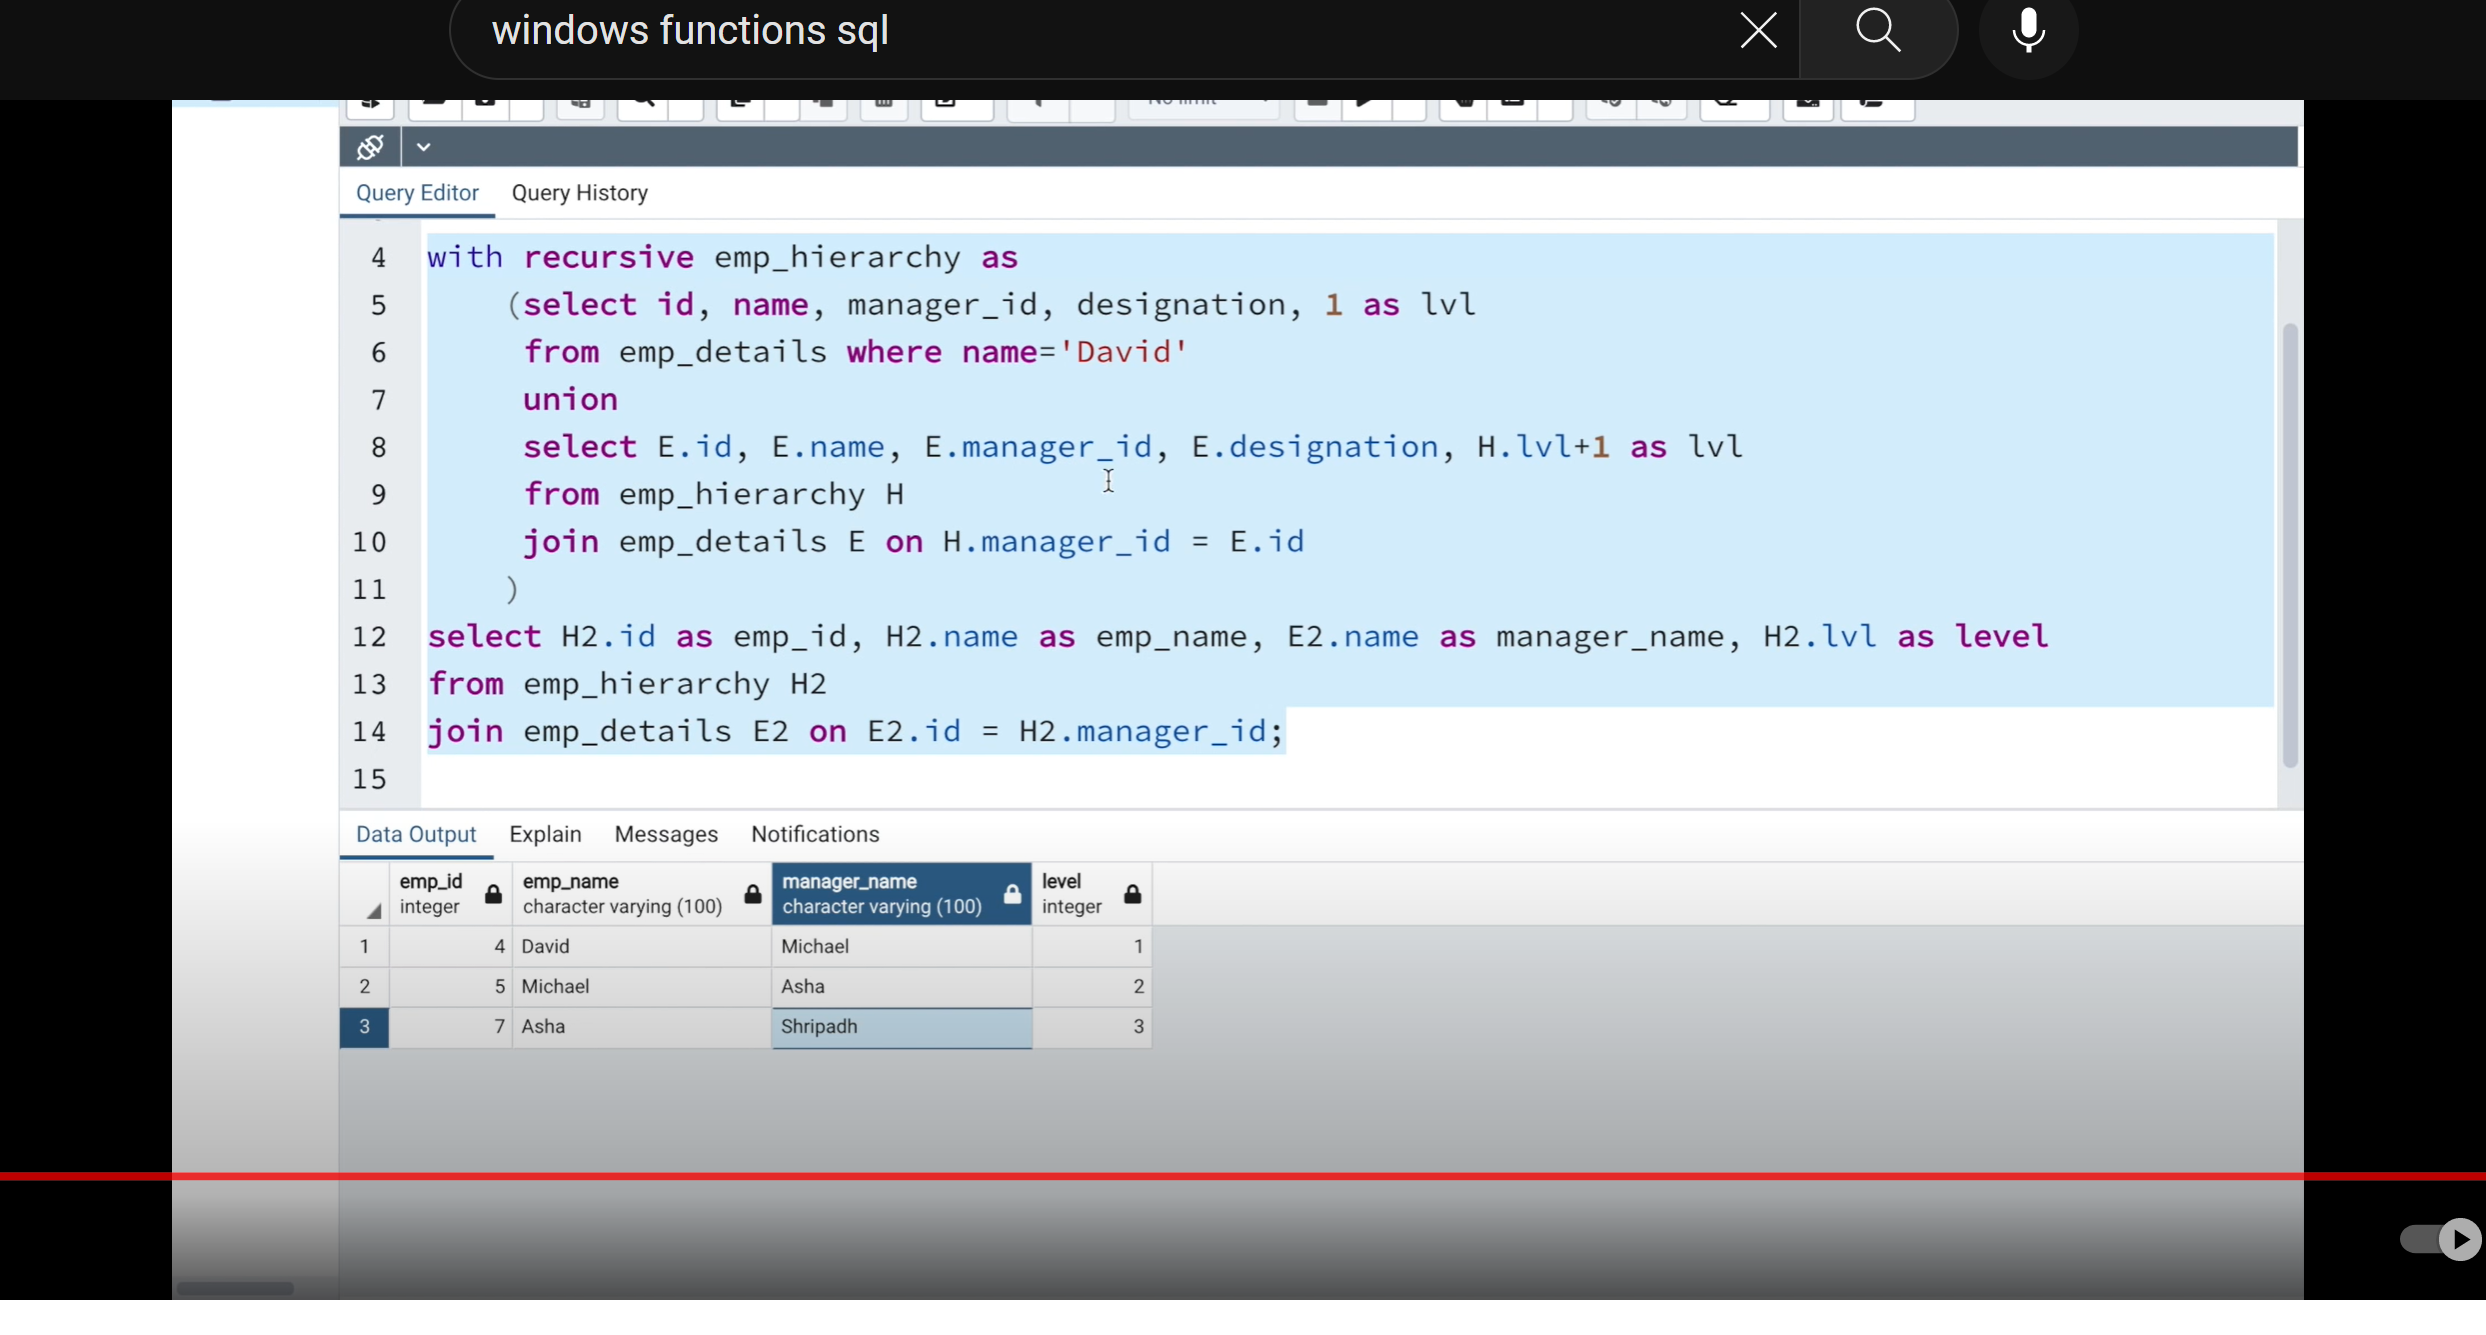 windows functions sql
Query Editor Query History
4 with recursive emp_hierarchy as
5 (select id, name, manager_id, designation, 1 as lvl
6 from emp_details where name='David'
7 union
8 select E.id, E.name, E.manager_id, E.designation, H.lvl+1 as lvl
9 from emp_hierarchy H
10 join emp_details E on H.manager_id = E.id
11 )
12 select H2.id as emp_id, H2.name as emp_name, E2.name as manager_name, H2.lvl as level
13 from emp_hierarchy H2
14 join emp_details E2 on E2.id = H2.manager_id;
15
Data Output Explain Messages Notifications
emp_id emp_name manager_name level
integer character varying (100) character varying (100) integer
1 4 David Michael 1
2 5 Michael Asha 2
3 7 Asha Shripadh 3